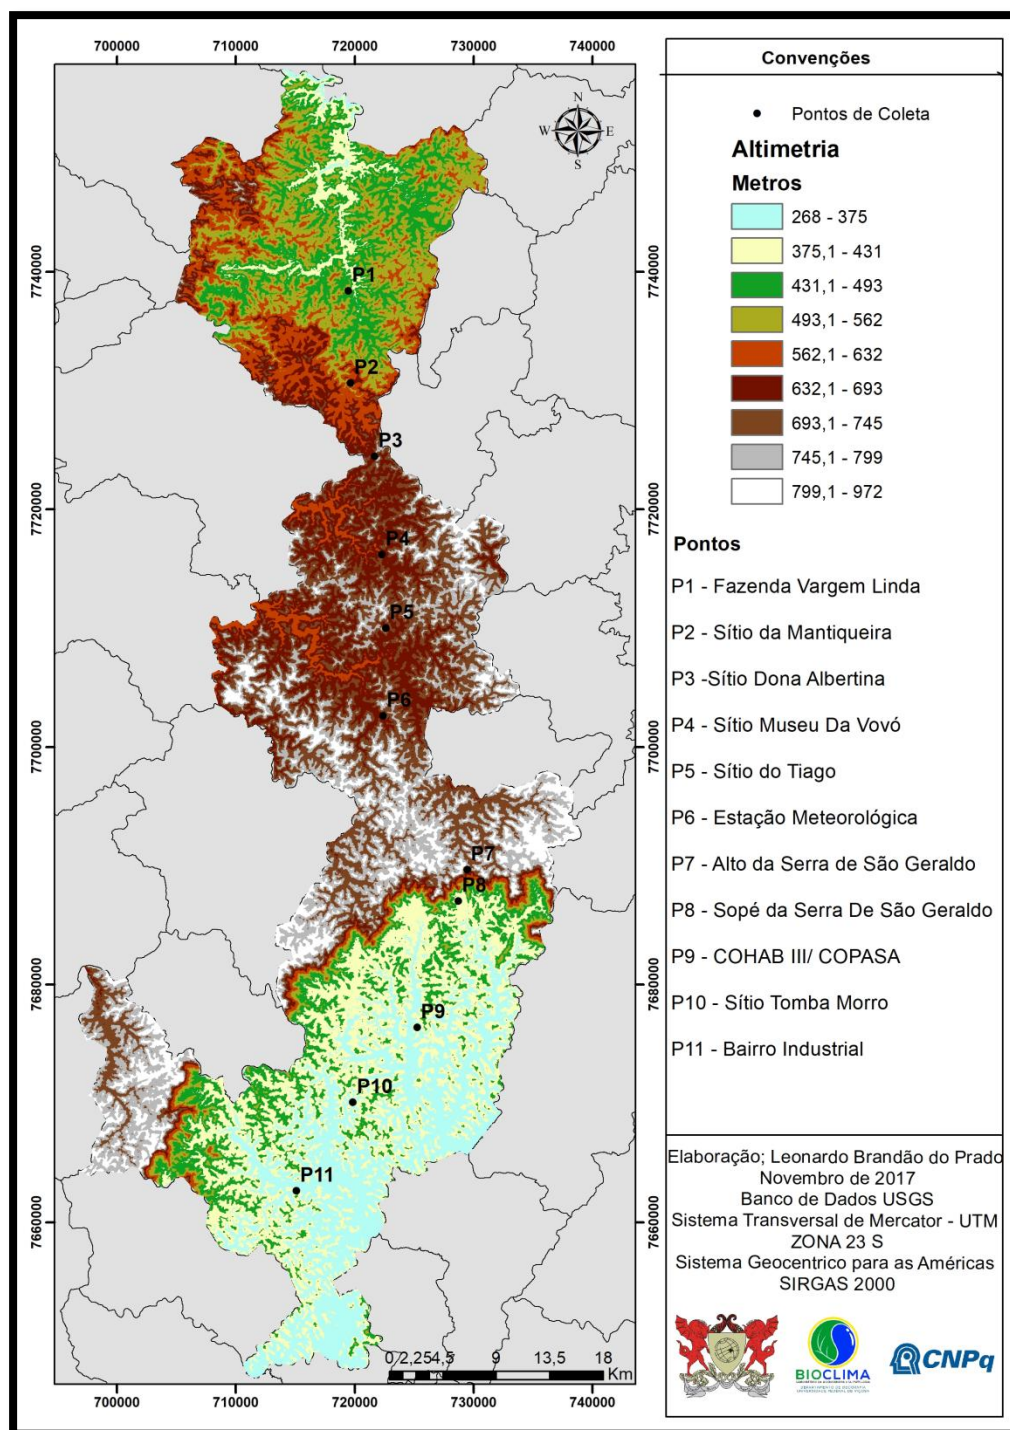 700000 710000 720000 730000 740000
7740000
7720000
7700000
7680000
7660000
N
W E
S
P1
P2
P3
P4
P5
P6
P7
P8
P9
P10
P11
0 2,25 4,5 9 13,5 18
Km
700000 710000 720000 730000 740000
7740000
7720000
7700000
7680000
7660000
Convenções
Pontos de Coleta
Altimetria
Metros
268 - 375
375,1 - 431
431,1 - 493
493,1 - 562
562,1 - 632
632,1 - 693
693,1 - 745
745,1 - 799
799,1 - 972
Pontos
P1 - Fazenda Vargem Linda
P2 - Sítio da Mantiqueira
P3 -Sítio Dona Albertina
P4 - Sítio Museu Da Vovó
P5 - Sítio do Tiago
P6 - Estação Meteorológica
P7 - Alto da Serra de São Geraldo
P8 - Sopé da Serra De São Geraldo
P9 - COHAB III/ COPASA
P10 - Sítio Tomba Morro
P11 - Bairro Industrial
Elaboração; Leonardo Brandão do Prado
Novembro de 2017
Banco de Dados USGS
Sistema Transversal de Mercator - UTM
ZONA 23 S
Sistema Geocentrico para as Américas
SIRGAS 2000
BIOCLIMA
CNPq